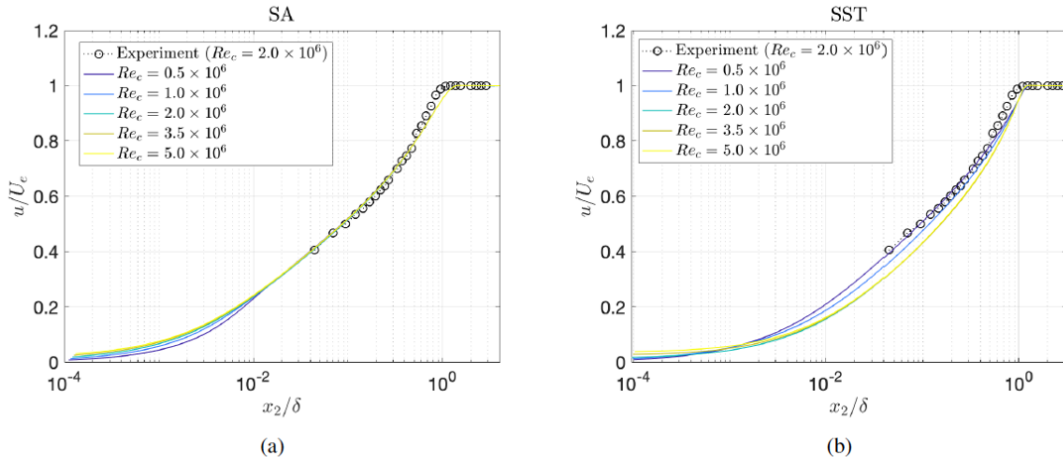 SA
1.2
1
0.8
0.6
0.4
0.2
0
u/U_e
Experiment (Re_c = 2.0 × 10^6)
Re_c = 0.5 × 10^6
Re_c = 1.0 × 10^6
Re_c = 2.0 × 10^6
Re_c = 3.5 × 10^6
Re_c = 5.0 × 10^6
10^-4 10^-2 10^0
x_2/δ
(a)
SST
1.2
1
0.8
0.6
0.4
0.2
0
u/U_e
Experiment (Re_c = 2.0 × 10^6)
Re_c = 0.5 × 10^6
Re_c = 1.0 × 10^6
Re_c = 2.0 × 10^6
Re_c = 3.5 × 10^6
Re_c = 5.0 × 10^6
10^-4 10^-2 10^0
x_2/δ
(b)